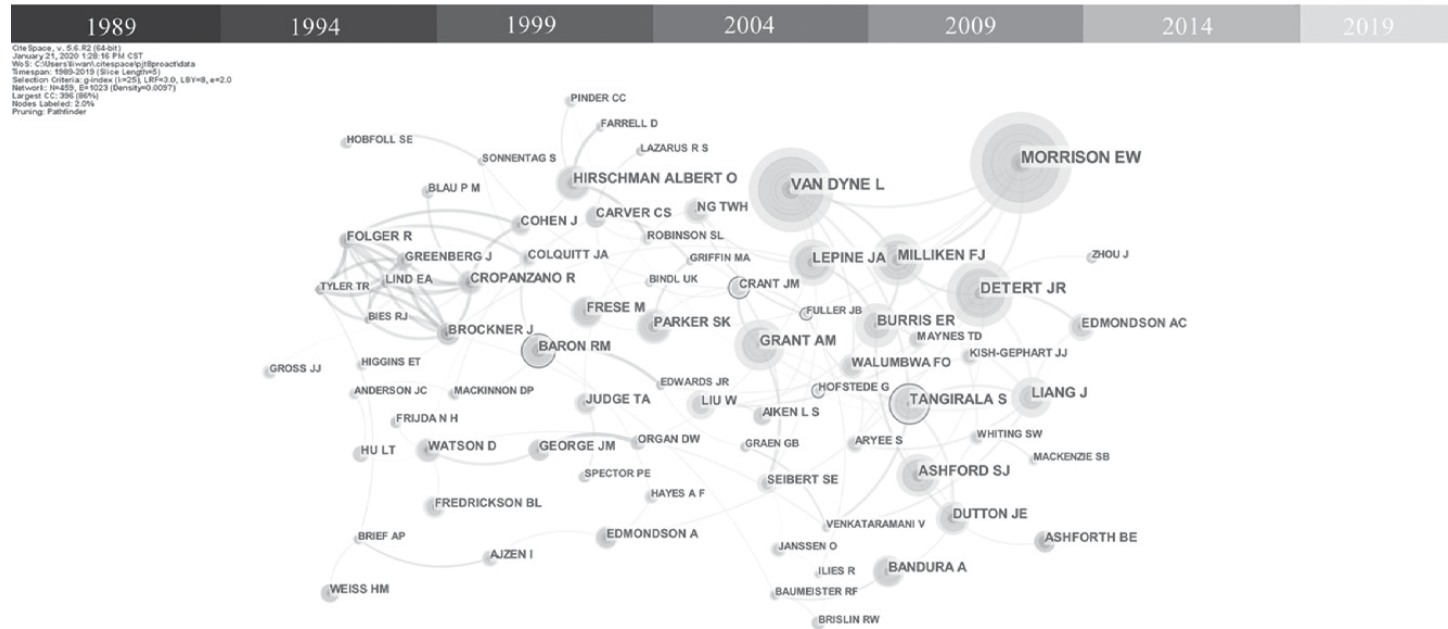 1989 1994 1999 2004 2009 2014 2019
CiteSpace, v. 5.6.R2 (64-bit)
January 21, 2020 1:28:16 PM CST
WoS: C:\Users\liwan\.citespace\pjt8proact\data
Timespan: 1989-2019 (Slice Length=5)
Selection Criteria: g-index (k=25), LRF=3.0, LBY=8, e=2.0
Network: N=459, E=1023 (Density=0.0097)
Largest CC: 396 (86%)
Nodes Labeled: 2.0%
Pruning: Pathfinder
PINDER CC
FARRELL D
HOBFOLL SE
LAZARUS R S
SONNENTAG S
MORRISON EW
HIRSCHMAN ALBERT O
VAN DYNE L
BLAU P M
NG TWH
CARVER CS
COHEN J
FOLGER R
ROBINSON SL
COLQUITT JA
ZHOU J
MILLIKEN FJ
GREENBERG J
GRIFFIN MA
LEPINE JA
CROPANZANO R
LIND EA
BINDL UK
CRANT JM
TYLER TR
DETERT JR
FRESE M
FULLER JB
BIES RJ
PARKER SK
BURRIS ER
EDMONDSON AC
BROCKNER J
MAYNES TD
GRANT AM
BARON RM
KISH-GEPHART JJ
HIGGINS ET
WALUMBWA FO
GROSS JJ
EDWARDS JR
HOFSTEDE G
ANDERSON JC
MACKINNON DP
LIANG J
JUDGE TA
LIU W
TANGIRALA S
AIKEN L S
FRIJDA N H
WHITING SW
ORGAN DW
ARYEE S
GRAEN GB
WATSON D
GEORGE JM
HU LT
MACKENZIE SB
ASHFORD SJ
SPECTOR PE
SEIBERT SE
HAYES A F
FREDRICKSON BL
DUTTON JE
VENKATARAMANI V
EDMONDSON A
BRIEF AP
ASHFORTH BE
JANSSEN O
AJZEN I
BANDURA A
ILIES R
WEISS HM
BAUMEISTER RF
BRISLIN RW